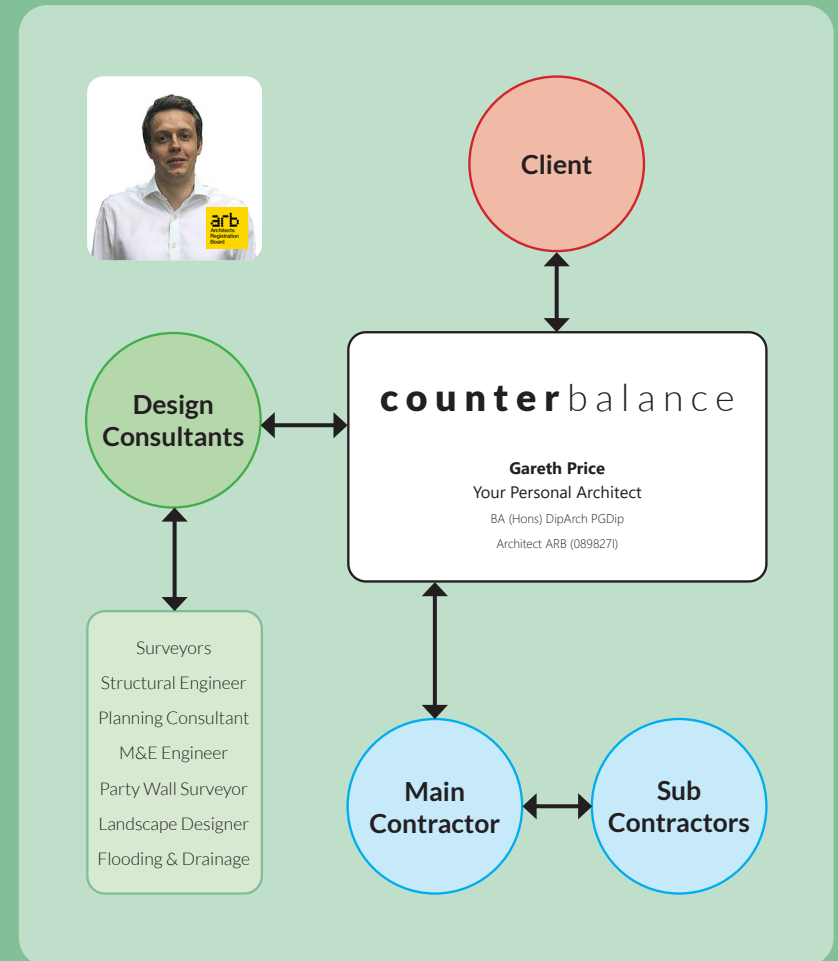 arb
Architects
Registration
Board
Client
Design
Consultants
counterbalance
Gareth Price
Your Personal Architect
BA (Hons) DipArch PGDip
Architect ARB (089827I)
Surveyors
Structural Engineer
Planning Consultant
M&E Engineer
Party Wall Surveyor
Landscape Designer
Flooding & Drainage
Main
Contractor
Sub
Contractors